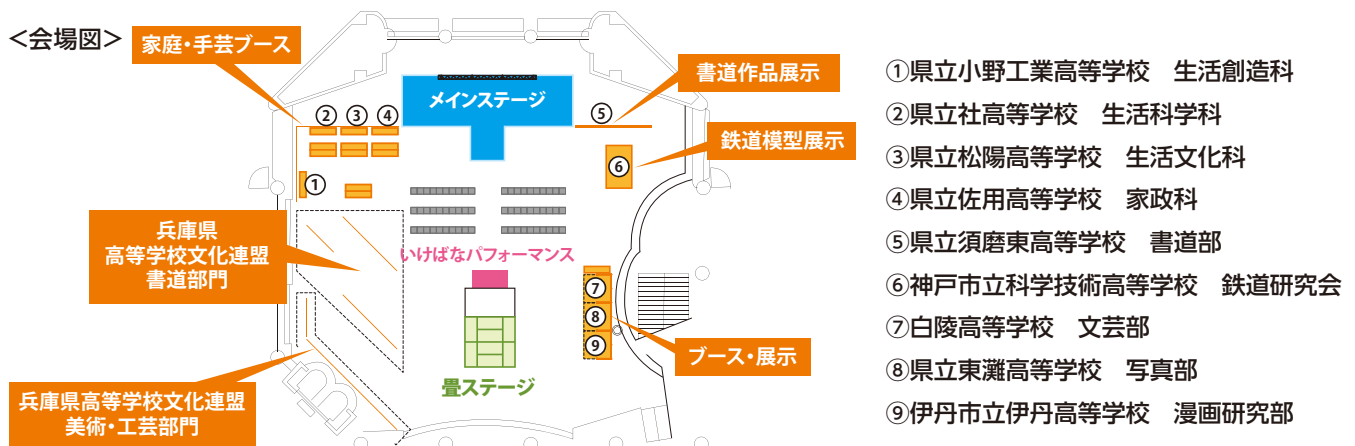 <会場図>
家庭・手芸ブース
メインステージ
書道作品展示
鉄道模型展示
② ③ ④
⑤
⑥
①
兵庫県
高等学校文化連盟
書道部門
いけばなパフォーマンス
⑦
⑧
⑨
ブース・展示
畳ステージ
兵庫県高等学校文化連盟
美術・工芸部門
①県立小野工業高等学校　生活創造科
②県立社高等学校　生活科学科
③県立松陽高等学校　生活文化科
④県立佐用高等学校　家政科
⑤県立須磨東高等学校　書道部
⑥神戸市立科学技術高等学校　鉄道研究会
⑦白陵高等学校　文芸部
⑧県立東灘高等学校　写真部
⑨伊丹市立伊丹高等学校　漫画研究部